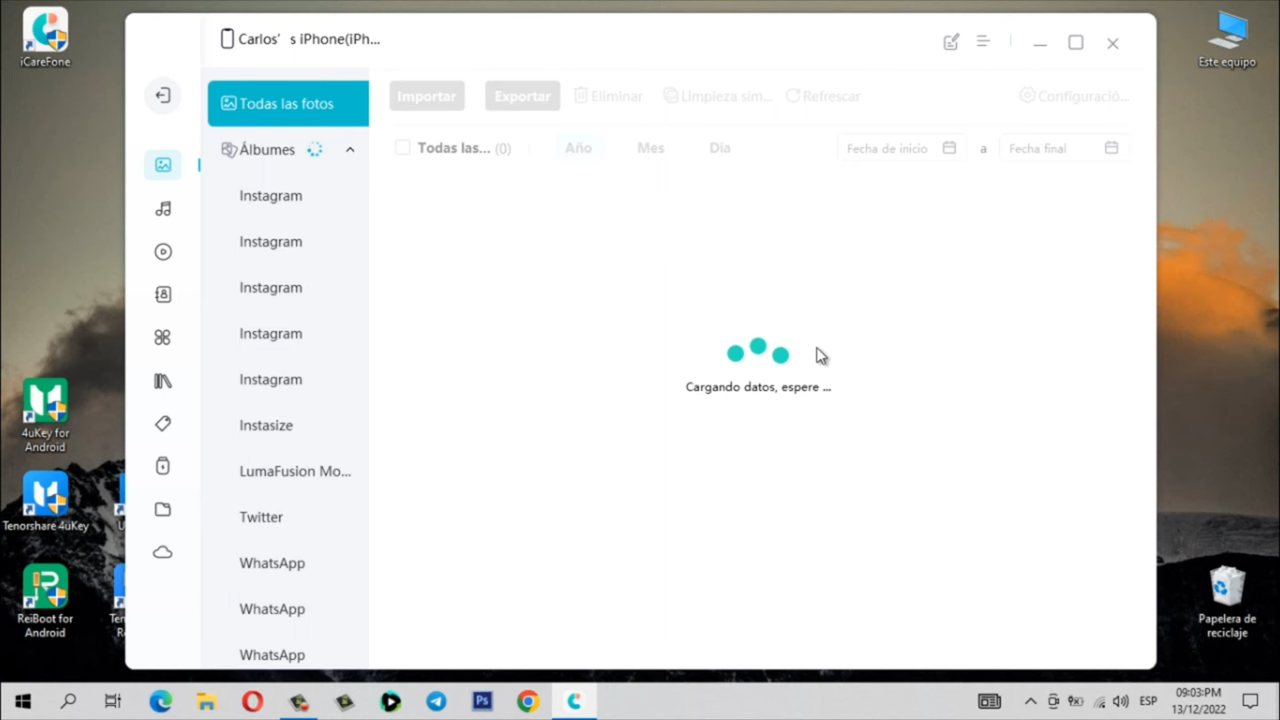 iCareFone
Carlos’ s iPhone(iPh...
Este equipo
Todas las fotos
Importar
Exportar
Eliminar
Limpieza sim...
Refrescar
Configuració...
Álbumes
Todas las... (0)
Año
Mes
Día
Fecha de inicio
a
Fecha final
Instagram
Instagram
Instagram
Instagram
Instagram
Instasize
LumaFusion Mo...
Twitter
WhatsApp
WhatsApp
WhatsApp
Cargando datos, espere ...
4uKey for
Android
Tenorshare 4uKey
ReiBoot for
Android
Papelera de
reciclaje
Ps
ESP
09:03:PM
13/12/2022